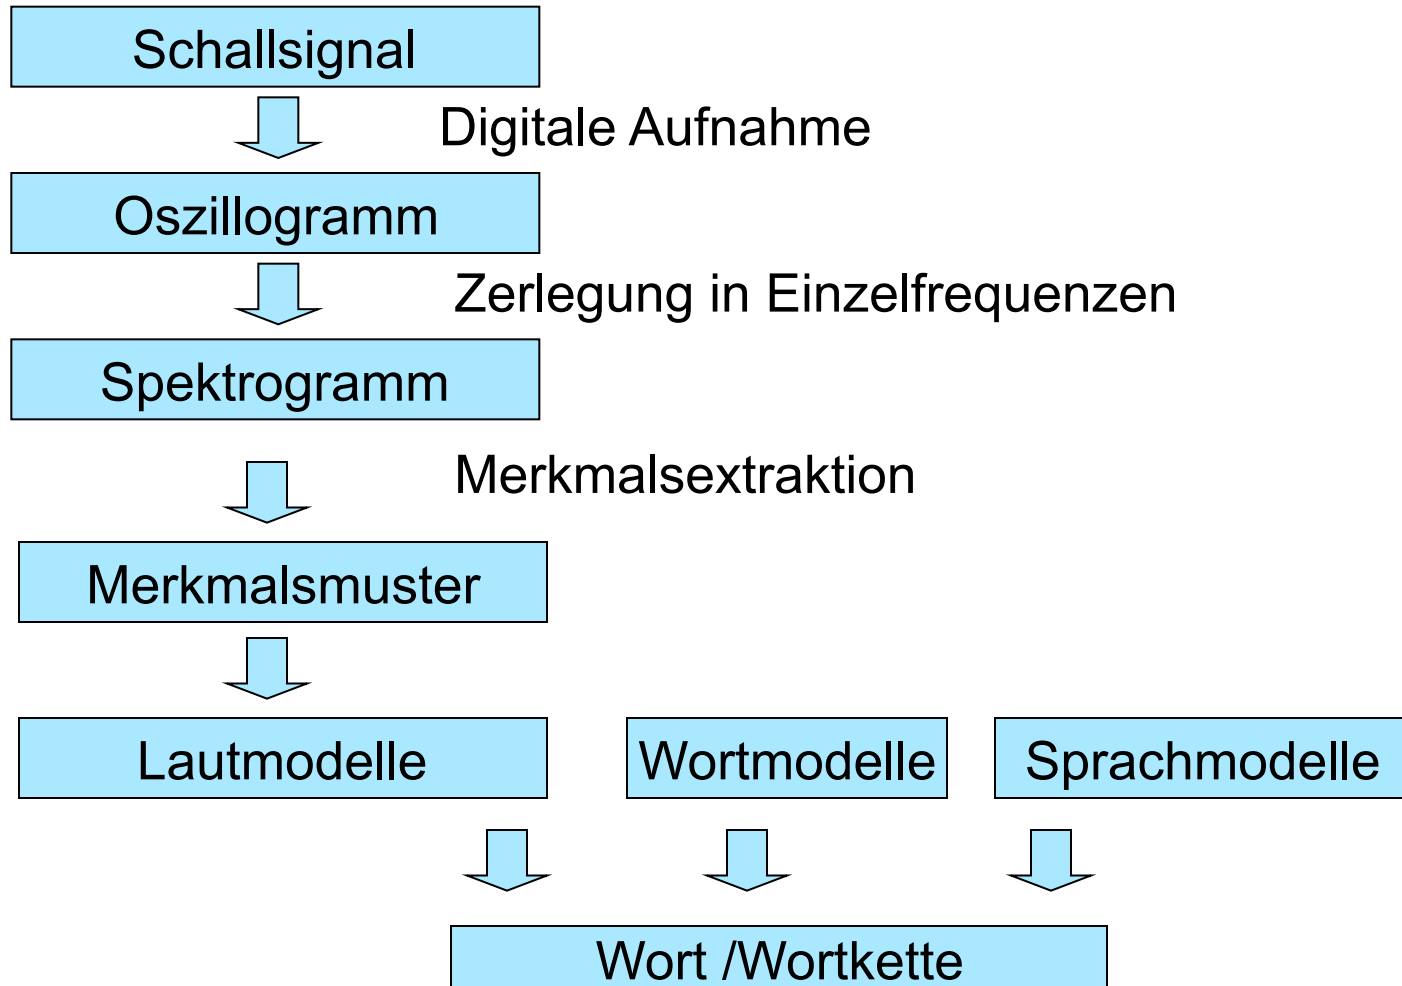 Schallsignal
Digitale Aufnahme
Oszillogramm
Zerlegung in Einzelfrequenzen
Spektrogramm
Merkmalsextraktion
Merkmalsmuster
Lautmodelle
Wortmodelle
Sprachmodelle
Wort /Wortkette